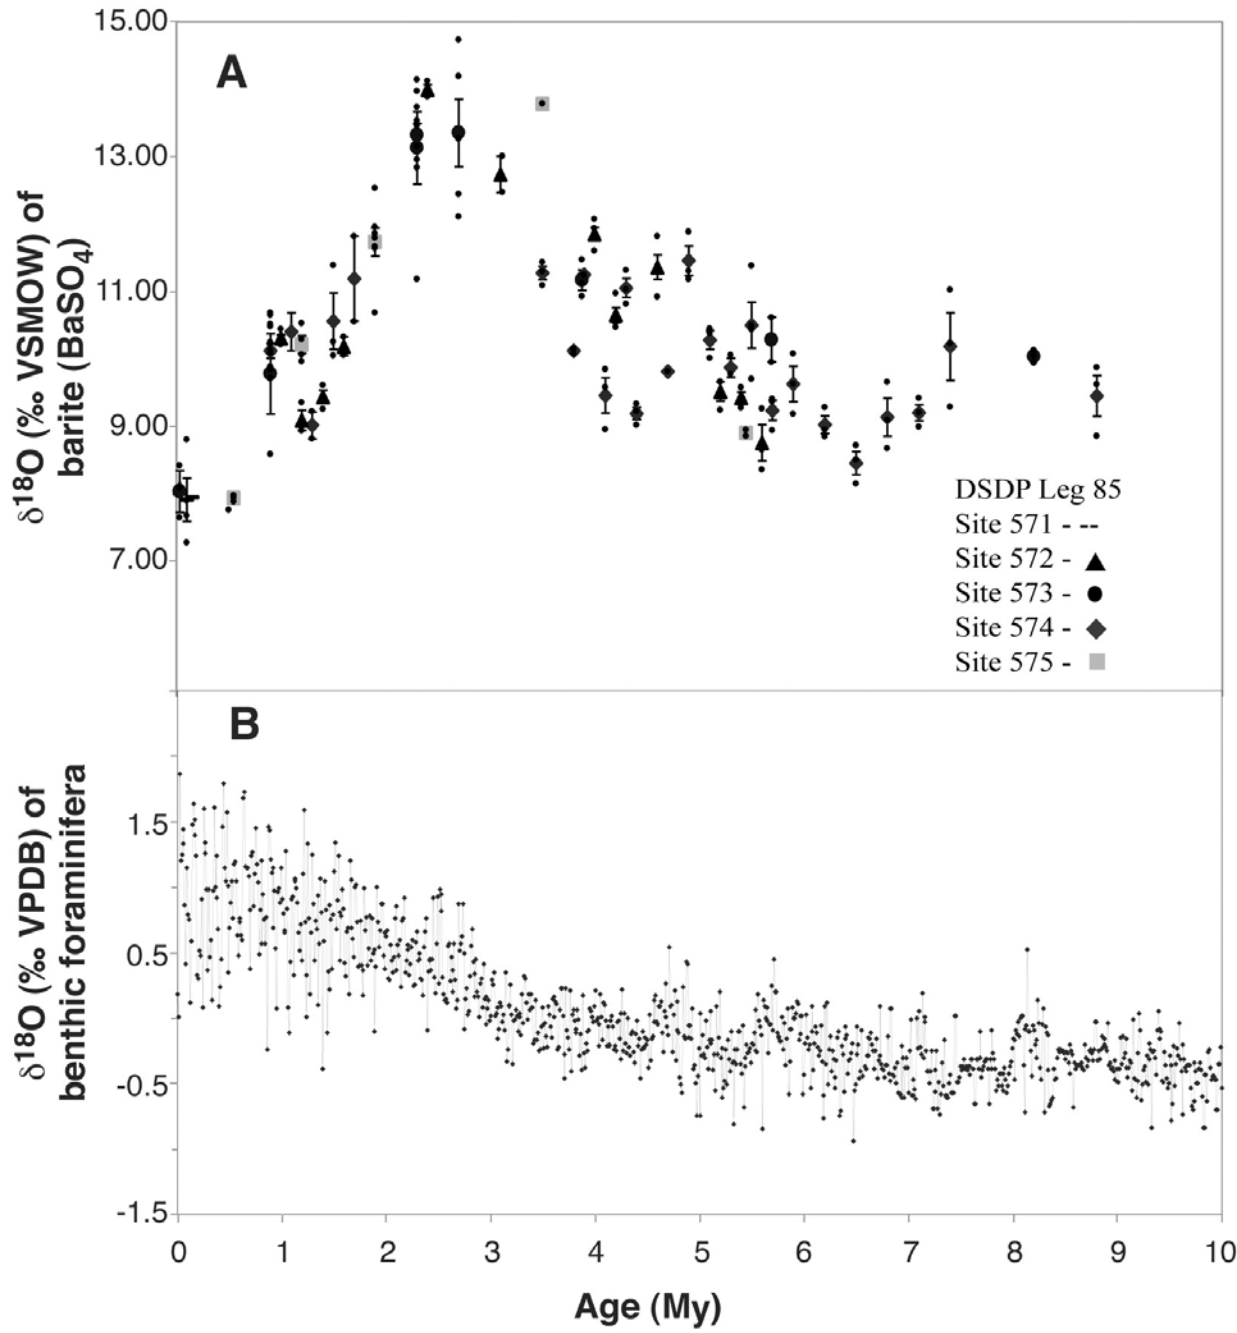 A
15.00
13.00
11.00
9.00
7.00
δ18O (‰ VSMOW) of
barite (BaSO4)
DSDP Leg 85
Site 571 - --
Site 572 - ▲
Site 573 - ●
Site 574 - ◆
Site 575 - ■
B
1.5
0.5
-0.5
-1.5
δ18O (‰ VPDB) of
benthic foraminifera
0 1 2 3 4 5 6 7 8 9 10
Age (My)